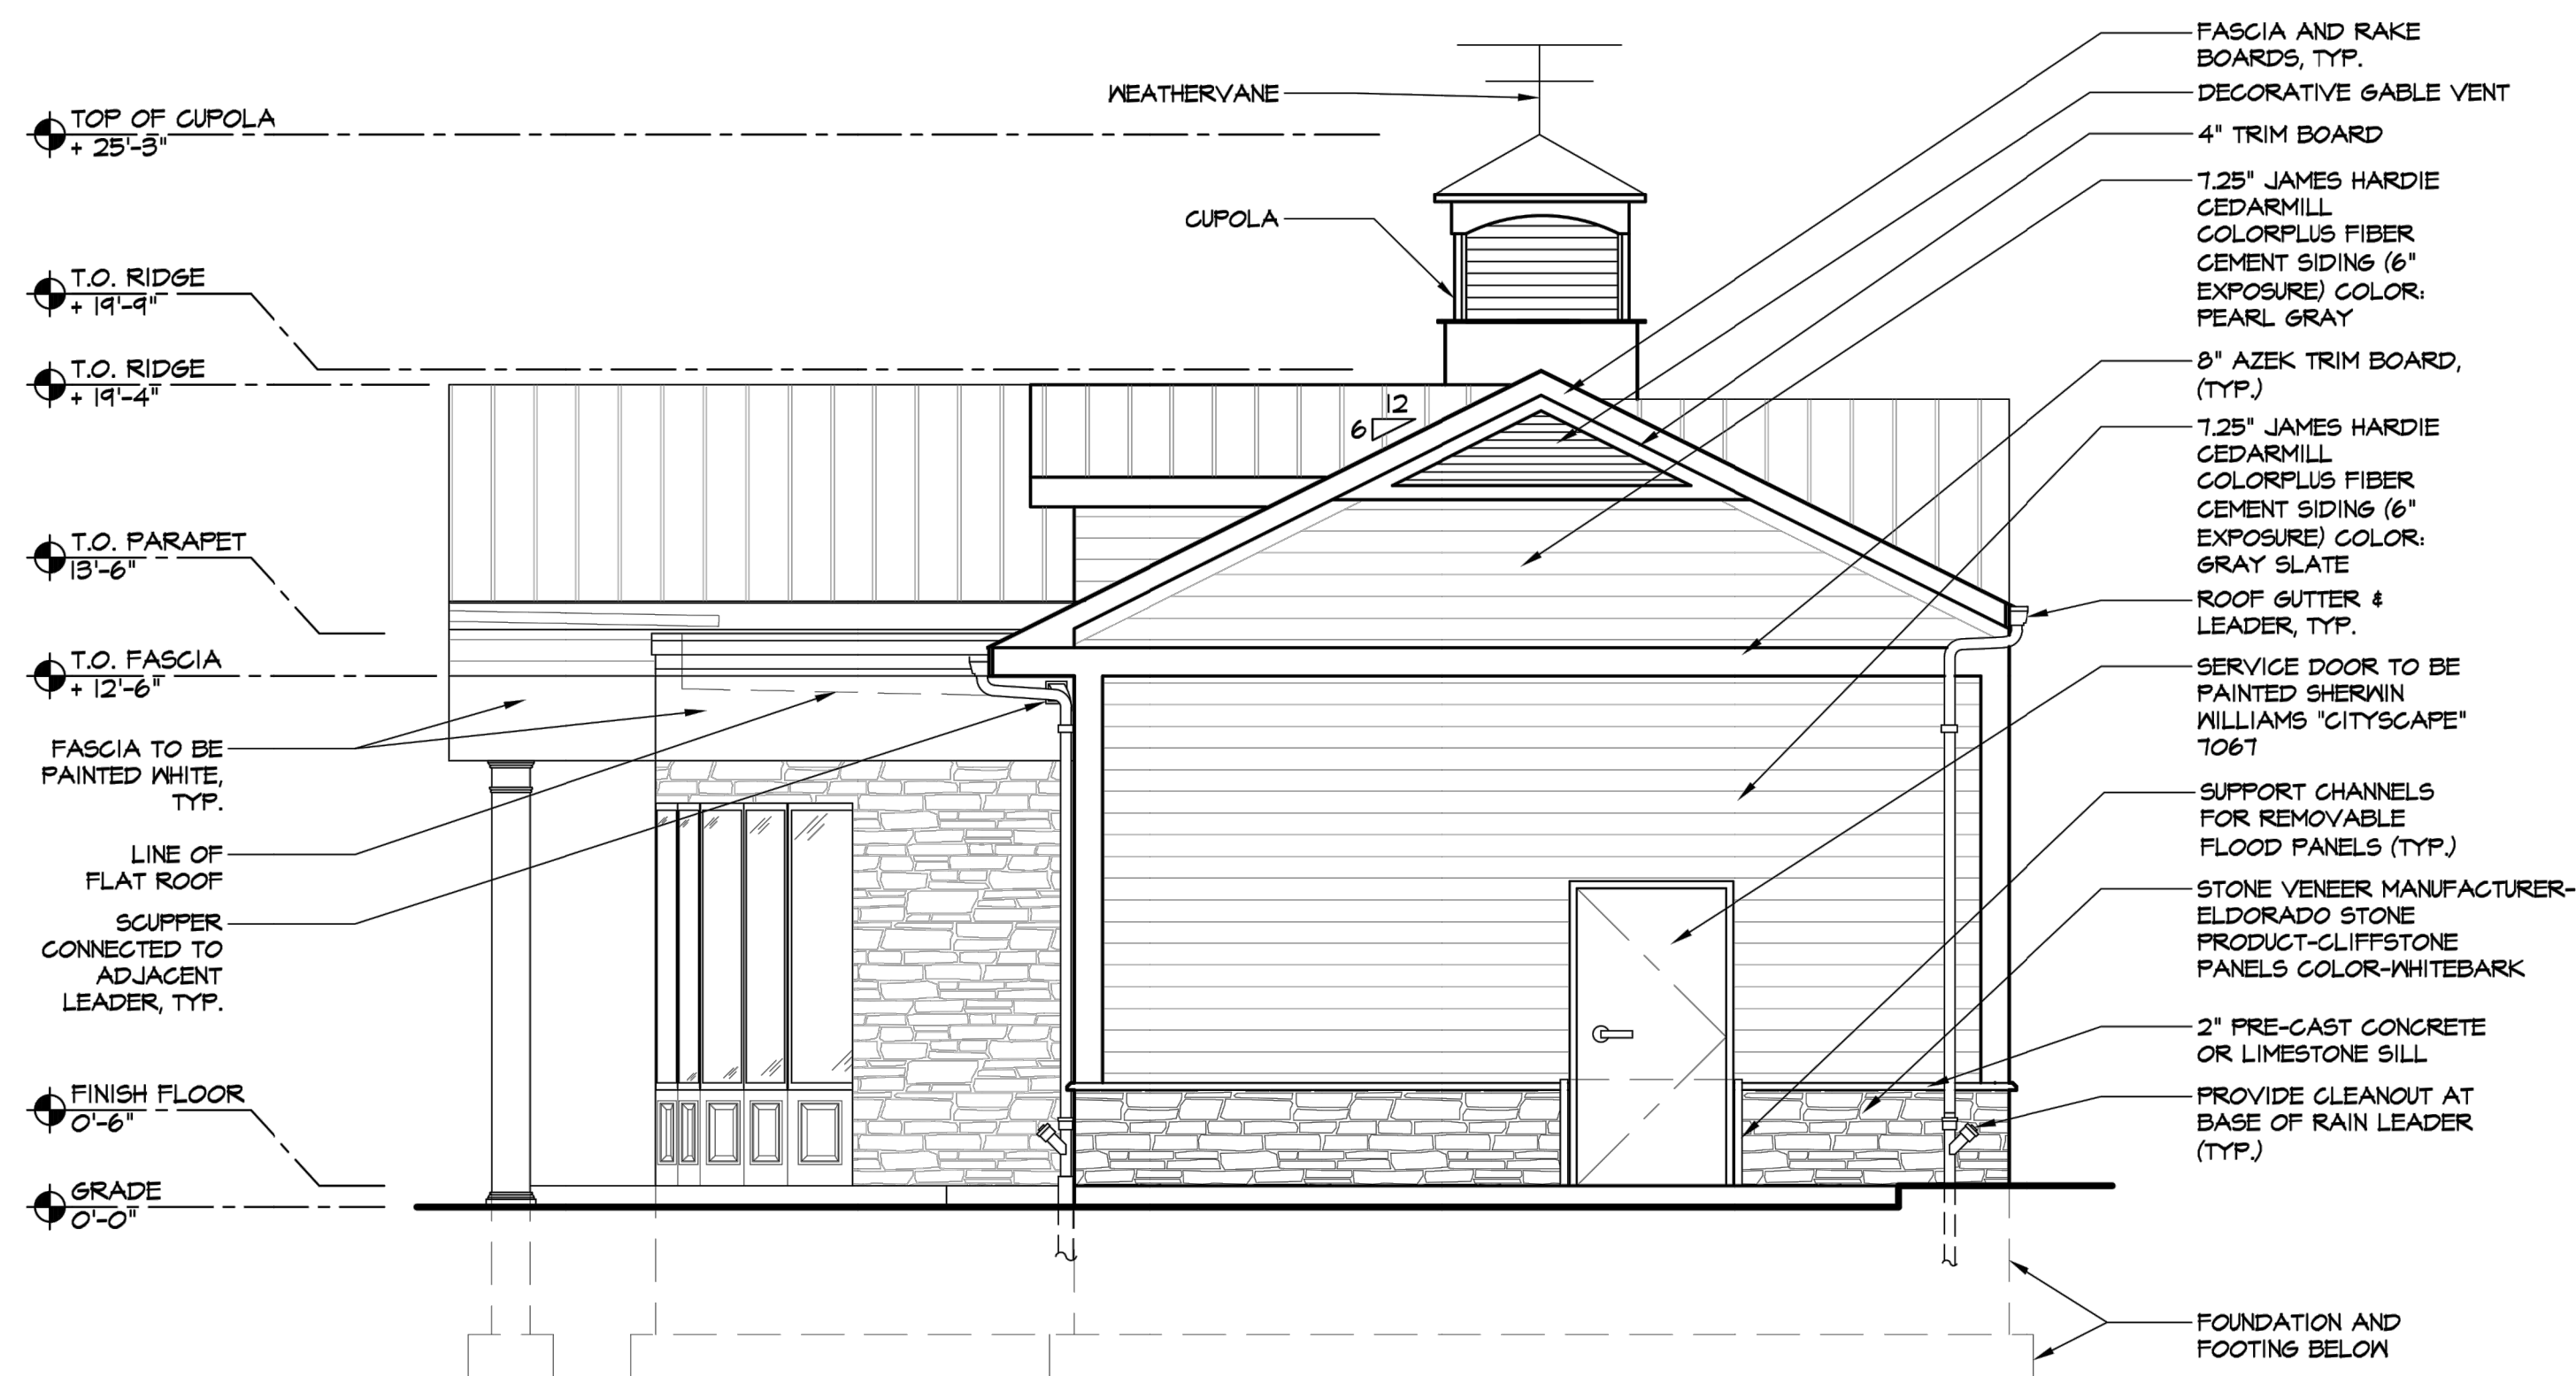 WEATHERVANE
CUPOLA
TOP OF CUPOLA
+ 25'-3"
T.O. RIDGE
+ 19'-9"
T.O. RIDGE
+ 19'-4"
T.O. PARAPET
13'-6"
T.O. FASCIA
+ 12'-6"
FASCIA TO BE
PAINTED WHITE,
TYP.
LINE OF
FLAT ROOF
SCUPPER
CONNECTED TO
ADJACENT
LEADER, TYP.
FINISH FLOOR
0'-6"
GRADE
0'-0"
12
6
FASCIA AND RAKE
BOARDS, TYP.
DECORATIVE GABLE VENT
4" TRIM BOARD
7.25" JAMES HARDIE
CEDARMILL
COLORPLUS FIBER
CEMENT SIDING (6"
EXPOSURE) COLOR:
PEARL GRAY
8" AZEK TRIM BOARD,
(TYP.)
7.25" JAMES HARDIE
CEDARMILL
COLORPLUS FIBER
CEMENT SIDING (6"
EXPOSURE) COLOR:
GRAY SLATE
ROOF GUTTER &
LEADER, TYP.
SERVICE DOOR TO BE
PAINTED SHERWIN
WILLIAMS "CITYSCAPE"
7067
SUPPORT CHANNELS
FOR REMOVABLE
FLOOD PANELS (TYP.)
STONE VENEER MANUFACTURER-
ELDORADO STONE
PRODUCT-CLIFFSTONE
PANELS COLOR-WHITEBARK
2" PRE-CAST CONCRETE
OR LIMESTONE SILL
PROVIDE CLEANOUT AT
BASE OF RAIN LEADER
(TYP.)
FOUNDATION AND
FOOTING BELOW